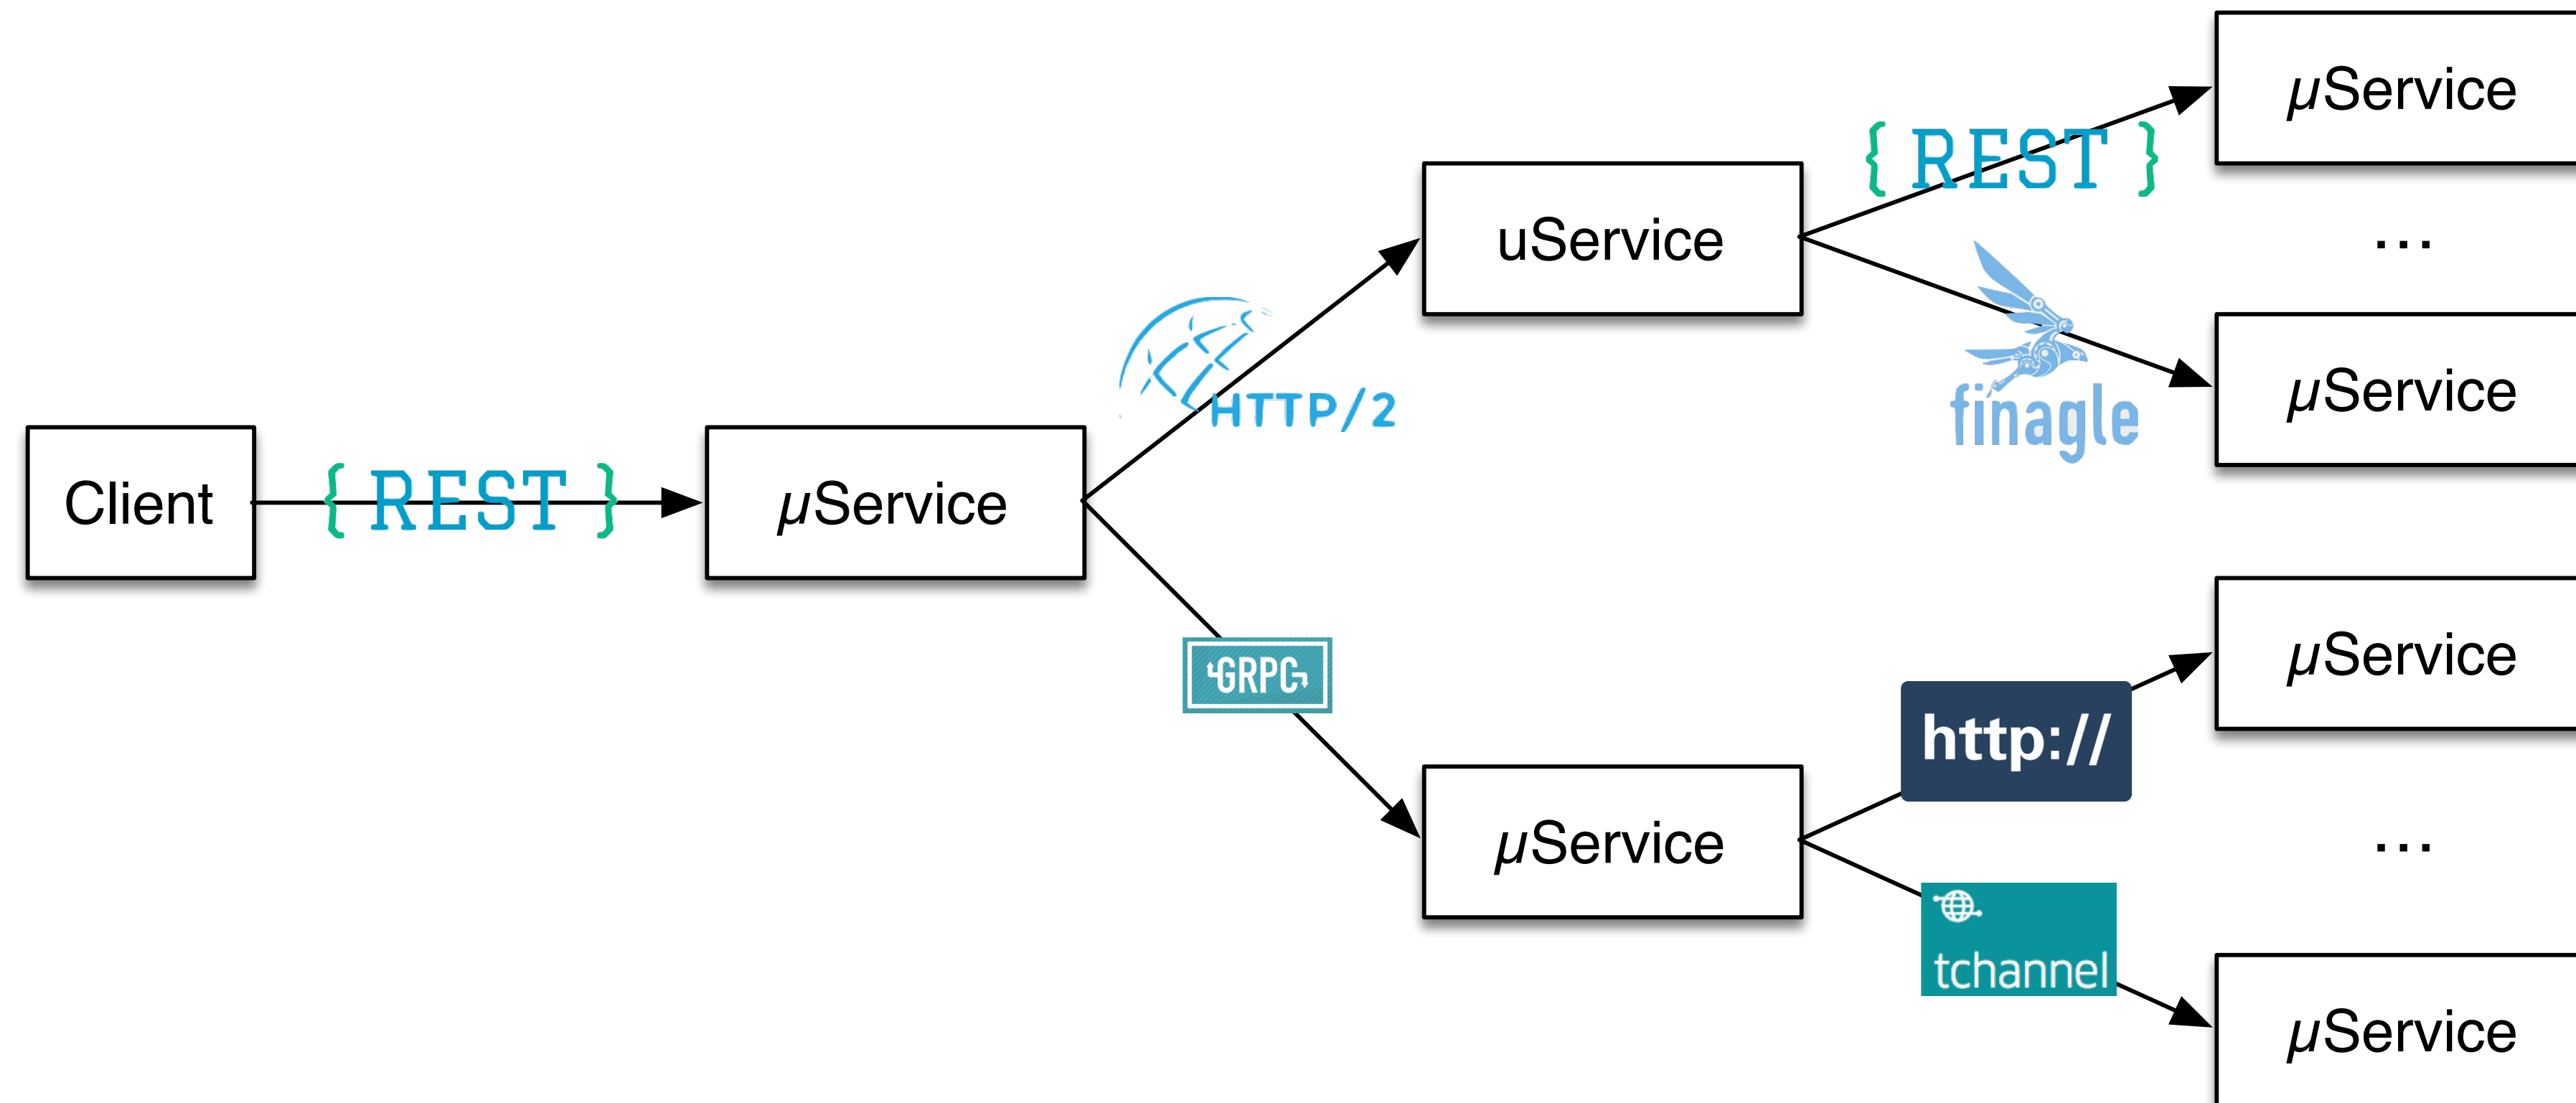 Client
{ REST }
µService
HTTP/2
GRPC
uService
µService
{ REST }
finagle
http://
tchannel
µService
...
µService
µService
...
µService